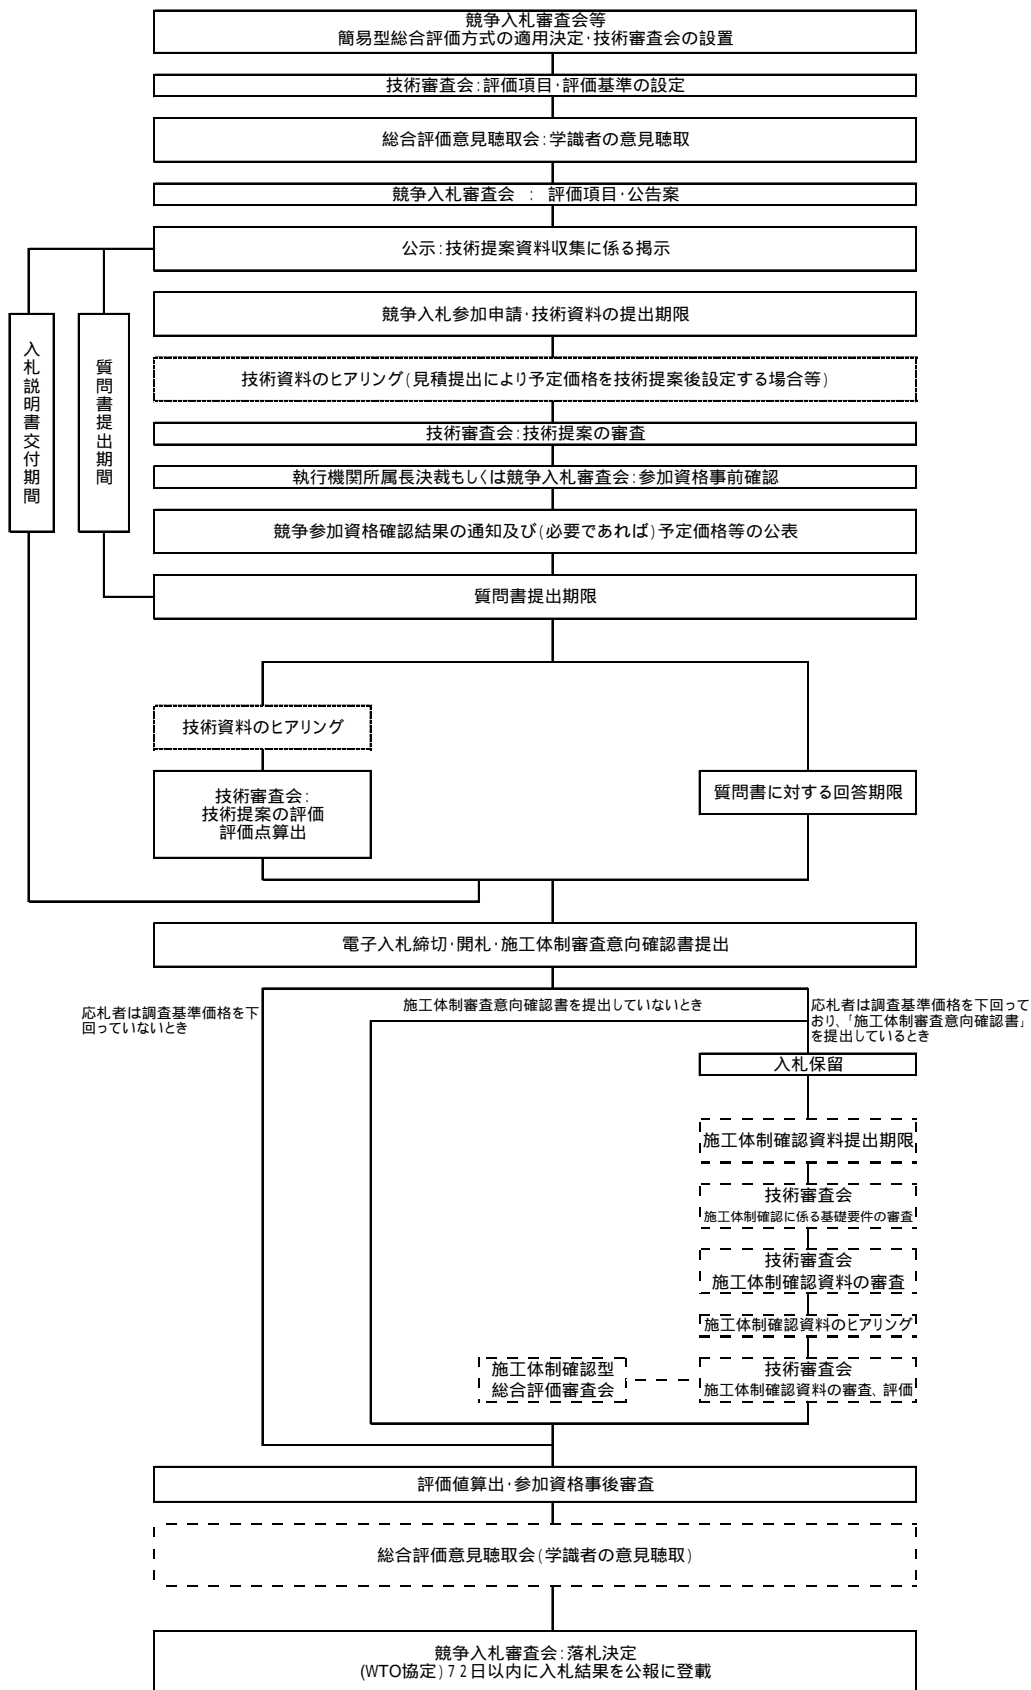 競争入札審査会等
簡易型総合評価方式の適用決定･技術審査会の設置
技術審査会:評価項目･評価基準の設定
総合評価意見聴取会:学識者の意見聴取
競争入札審査会 : 評価項目･公告案
公示:技術提案資料収集に係る掲示
競争入札参加申請･技術資料の提出期限
入札説明書交付期間
質問書提出期間
技術資料のヒアリング(見積提出により予定価格を技術提案後設定する場合等)
技術審査会:技術提案の審査
執行機関所属長決裁もしくは競争入札審査会:参加資格事前確認
競争参加資格確認結果の通知及び(必要であれば)予定価格等の公表
質問書提出期限
技術資料のヒアリング
技術審査会:
技術提案の評価
評価点算出
質問書に対する回答期限
電子入札締切･開札･施工体制審査意向確認書提出
応札者は調査基準価格を下
回っていないとき
施工体制審査意向確認書を提出していないとき
応札者は調査基準価格を下回って
おり、｢施工体制審査意向確認書｣
を提出しているとき
入札保留
施工体制確認資料提出期限
技術審査会
施工体制確認に係る基礎要件の審査
技術審査会
施工体制確認資料の審査
施工体制確認資料のヒアリング
施工体制確認型
総合評価審査会
技術審査会
施工体制確認資料の審査、評価
評価値算出･参加資格事後審査
総合評価意見聴取会(学識者の意見聴取)
競争入札審査会:落札決定
(WTO協定)72日以内に入札結果を公報に登載